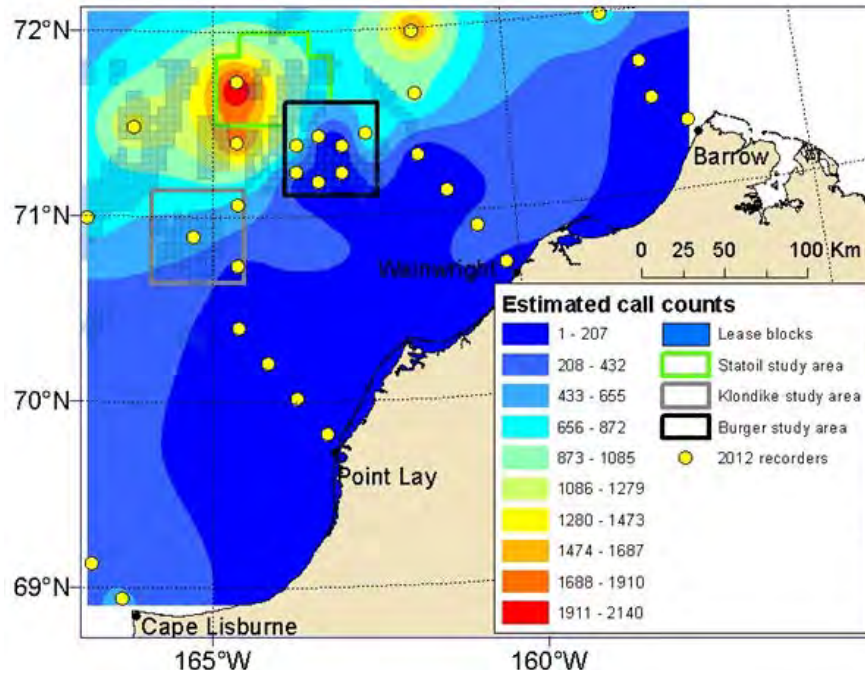 72°N
71°N
70°N
69°N
165°W
160°W
Barrow
Wainwright
Point Lay
Cape Lisburne
0 25 50 100 Km
Estimated call counts
1 - 207
208 - 432
433 - 655
656 - 872
873 - 1085
1086 - 1279
1280 - 1473
1474 - 1687
1688 - 1910
1911 - 2140
Lease blocks
Statoil study area
Klondike study area
Burger study area
2012 recorders